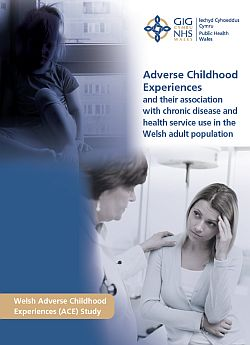 GIG
CYMRU
NHS
WALES
Iechyd Cyhoeddus
Cymru
Public Health
Wales
Adverse Childhood
Experiences
and their association
with chronic disease and
health service use in the
Welsh adult population
Welsh Adverse Childhood
Experiences (ACE) Study